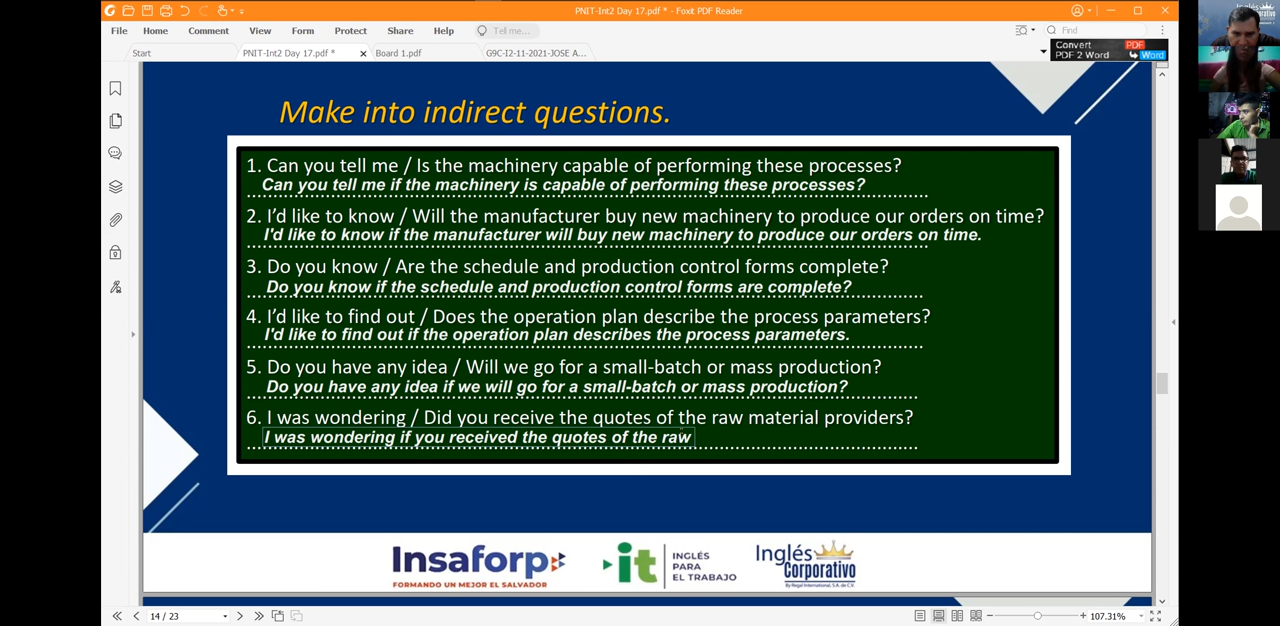 PNIT-Int2 Day 17.pdf * - Foxit PDF Reader
File Home Comment View Form Protect Share Help Tell me... Find
Start PNIT-Int2 Day 17.pdf * Board 1.pdf G9C-I2-11-2021-JOSE A...
Convert PDF
PDF 2 Word Word
Make into indirect questions.
1. Can you tell me / Is the machinery capable of performing these processes?
Can you tell me if the machinery is capable of performing these processes?
2. I'd like to know / Will the manufacturer buy new machinery to produce our orders on time?
I'd like to know if the manufacturer will buy new machinery to produce our orders on time.
3. Do you know / Are the schedule and production control forms complete?
Do you know if the schedule and production control forms are complete?
4. I'd like to find out / Does the operation plan describe the process parameters?
I'd like to find out if the operation plan describes the process parameters.
5. Do you have any idea / Will we go for a small-batch or mass production?
Do you have any idea if we will go for a small-batch or mass production?
6. I was wondering / Did you receive the quotes of the raw material providers?
I was wondering if you received the quotes of the raw
Insaforp
FORMANDO UN MEJOR EL SALVADOR
it
INGLÉS
PARA
EL TRABAJO
Inglés
Corporativo
14 / 23
107.31%